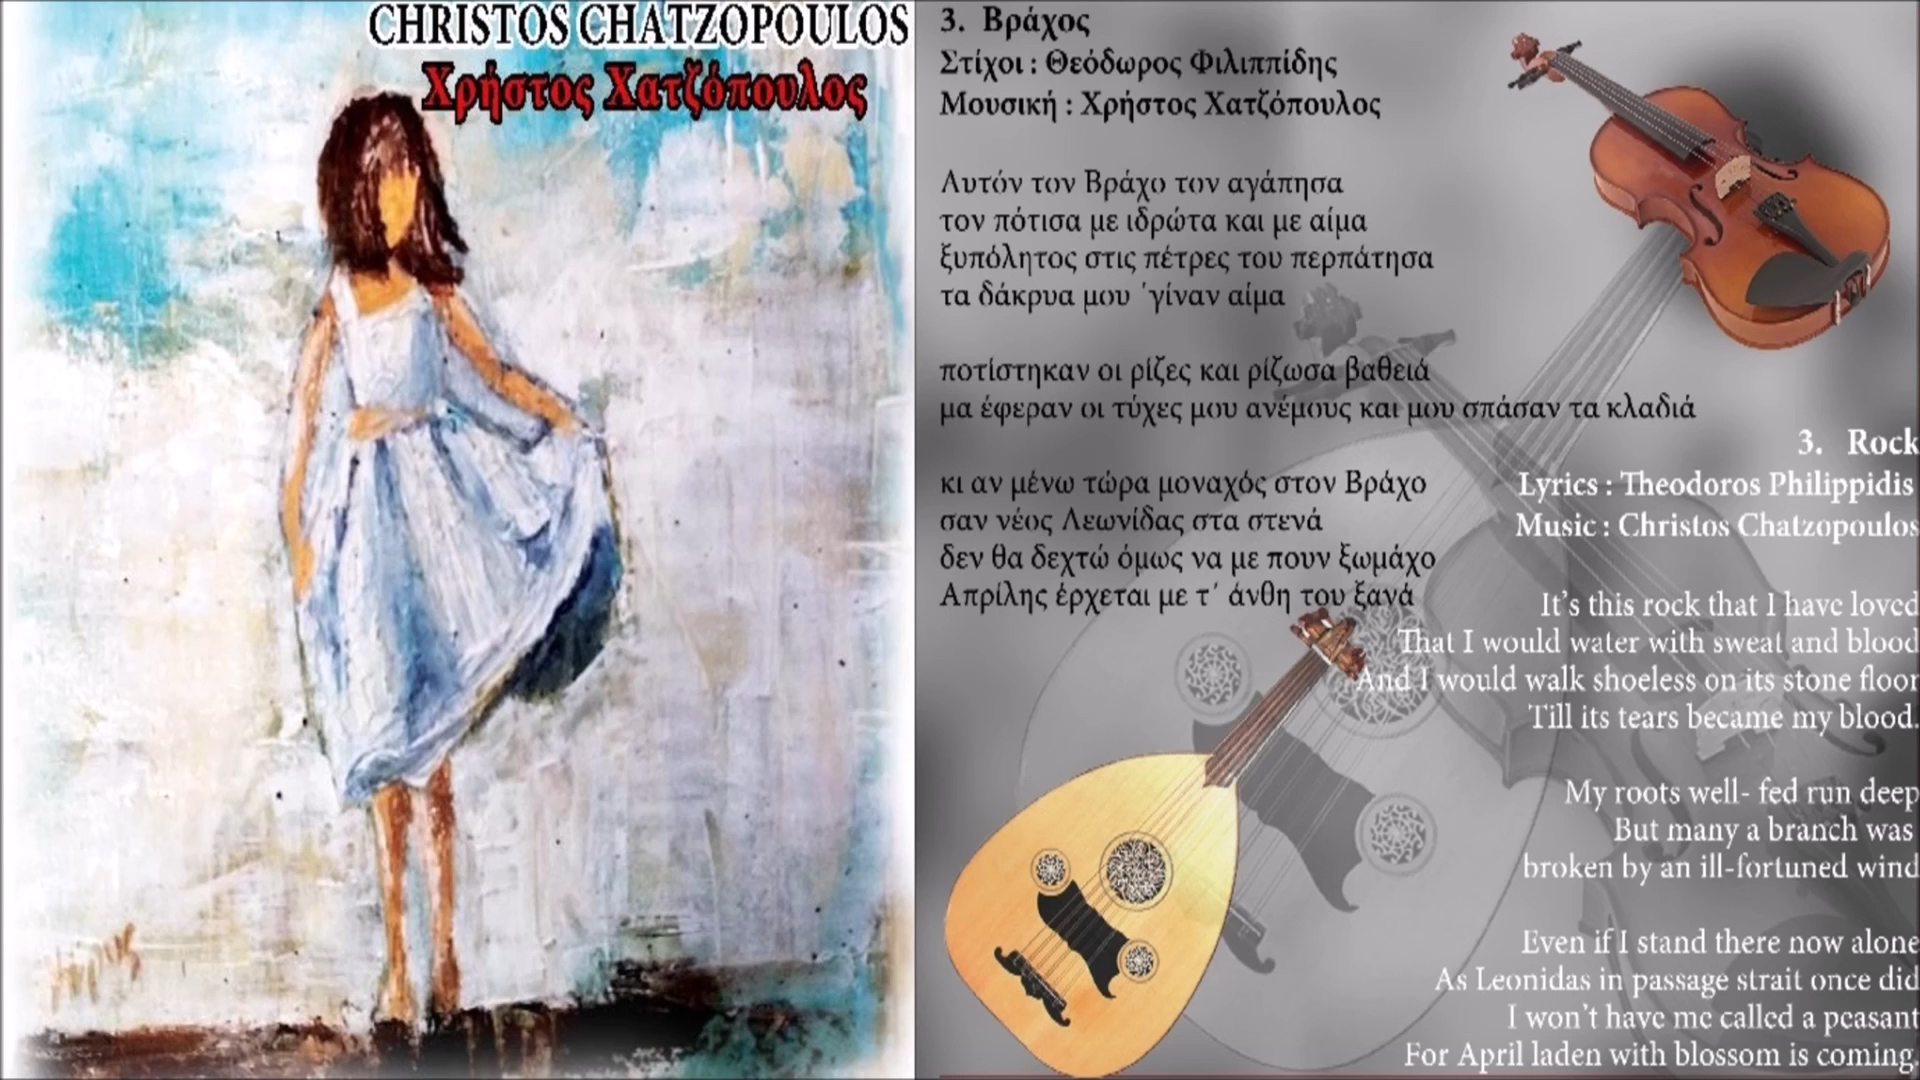 CHRISTOS CHATZOPOULOS
Χρήστος Χατζόπουλος
3. Βράχος
Στίχοι : Θεόδωρος Φιλιππίδης
Μουσική : Χρήστος Χατζόπουλος
Αυτόν τον Βράχο τον αγάπησα
τον πότισα με ιδρώτα και με αίμα
ξυπόλητος στις πέτρες του περπάτησα
τα δάκρυα μου ΄γίναν αίμα
ποτίστηκαν οι ρίζες και ρίζωσα βαθειά
μα έφεραν οι τύχες μου ανέμους και μου σπάσαν τα κλαδιά
κι αν μένω τώρα μοναχός στον Βράχο
σαν νέος Λεωνίδας στα στενά
δεν θα δεχτώ όμως να με πουν ξωμάχο
Απρίλης έρχεται με τ΄ άνθη του ξανά
3. Rock
Lyrics : Theodoros Philippidis
Music : Christos Chatzopoulos
It's this rock that I have loved
That I would water with sweat and blood
And I would walk shoeless on its stone floor
Till its tears became my blood.
My roots well- fed run deep
But many a branch was
broken by an ill-fortuned wind
Even if I stand there now alone
As Leonidas in passage strait once did
I won't have me called a peasant
For April laden with blossom is coming.